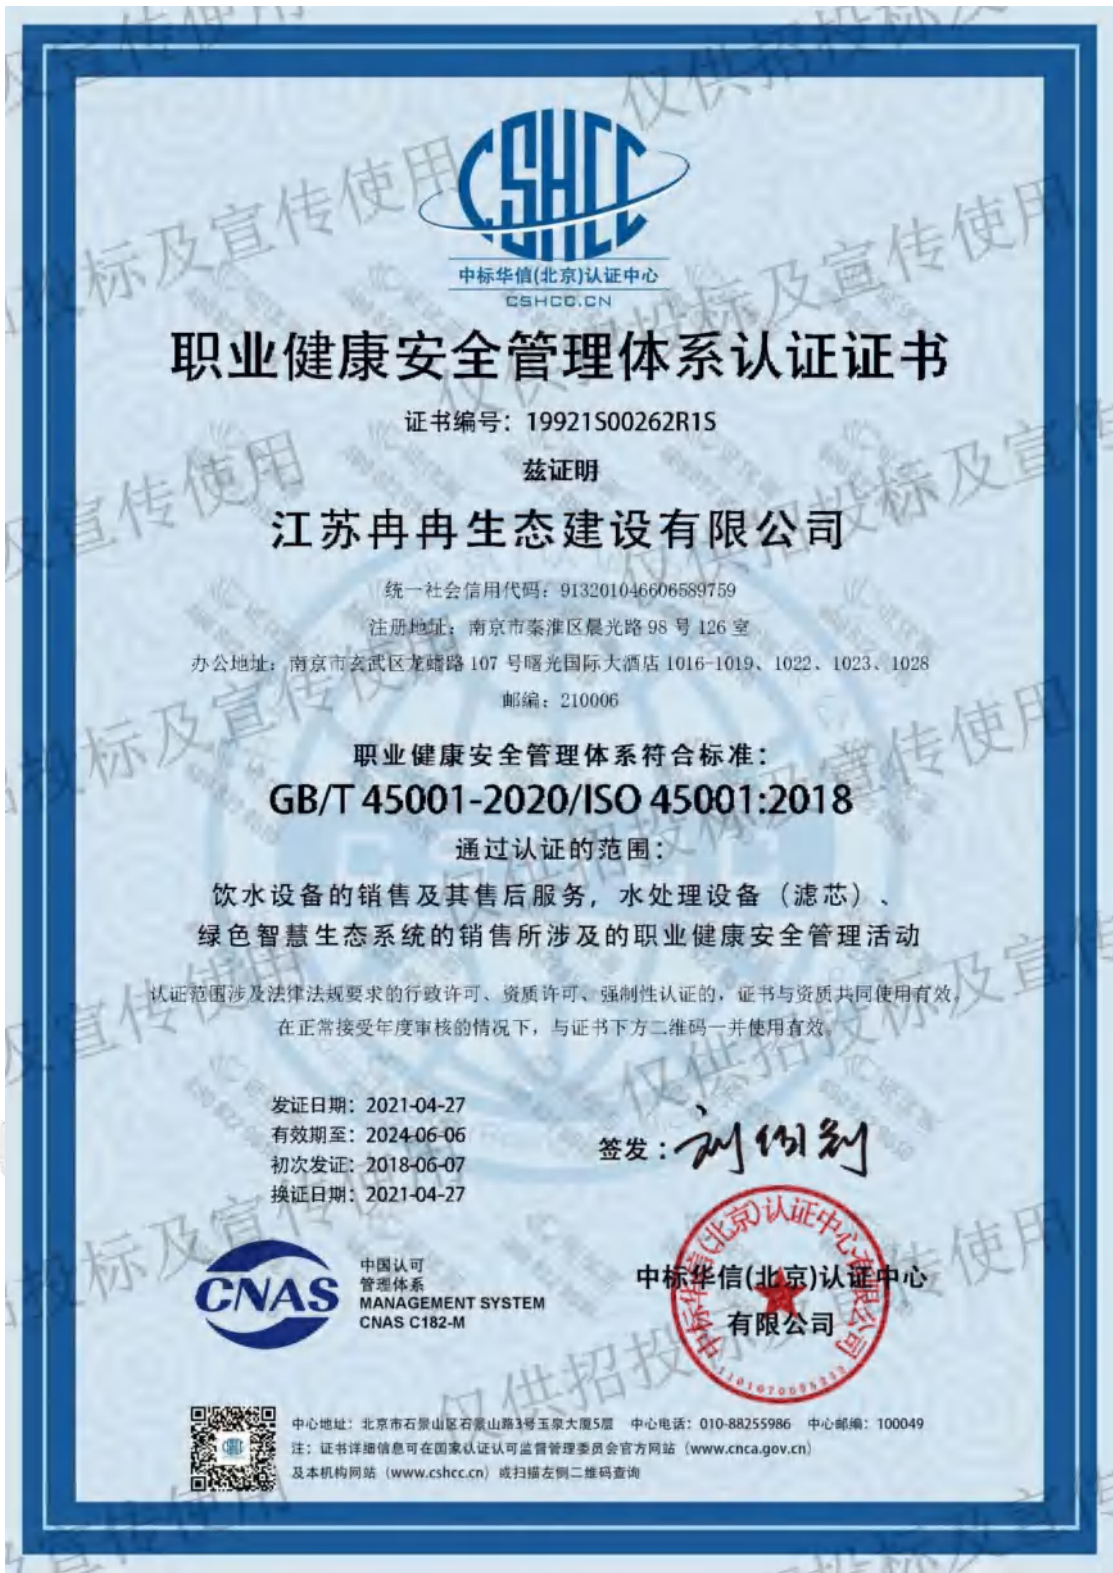 CSHCC
中标华信(北京)认证中心
CSHCC.CN
职业健康安全管理体系认证证书
证书编号：19921S00262R1S
兹证明
江苏冉冉生态建设有限公司
统一社会信用代码：913201046606589759
注册地址：南京市秦淮区晨光路 98 号 126 室
办公地址：南京市玄武区龙蟠路 107 号曙光国际大酒店 1016-1019、1022、1023、1028
邮编：210006
职业健康安全管理体系符合标准：
GB/T 45001-2020/ISO 45001:2018
通过认证的范围：
饮水设备的销售及其售后服务，水处理设备（滤芯）、
绿色智慧生态系统的销售所涉及的职业健康安全管理活动
认证范围涉及法律法规要求的行政许可、资质许可、强制性认证的，证书与资质共同使用有效。
在正常接受年度审核的情况下，与证书下方二维码一并使用有效。
发证日期：2021-04-27
有效期至：2024-06-06
初次发证：2018-06-07
换证日期：2021-04-27
签发：
CNAS
中国认可
管理体系
MANAGEMENT SYSTEM
CNAS C182-M
中标华信(北京)认证中心
有限公司
中标华信(北京)认证中心有限公司
中心地址：北京市石景山区石景山路3号玉泉大厦5层 中心电话：010-88255986 中心邮编：100049
注：证书详细信息可在国家认证认可监督管理委员会官方网站（www.cnca.gov.cn）
及本机构网站（www.cshcc.cn）或扫描左侧二维码查询
仅供招投标及宣传使用